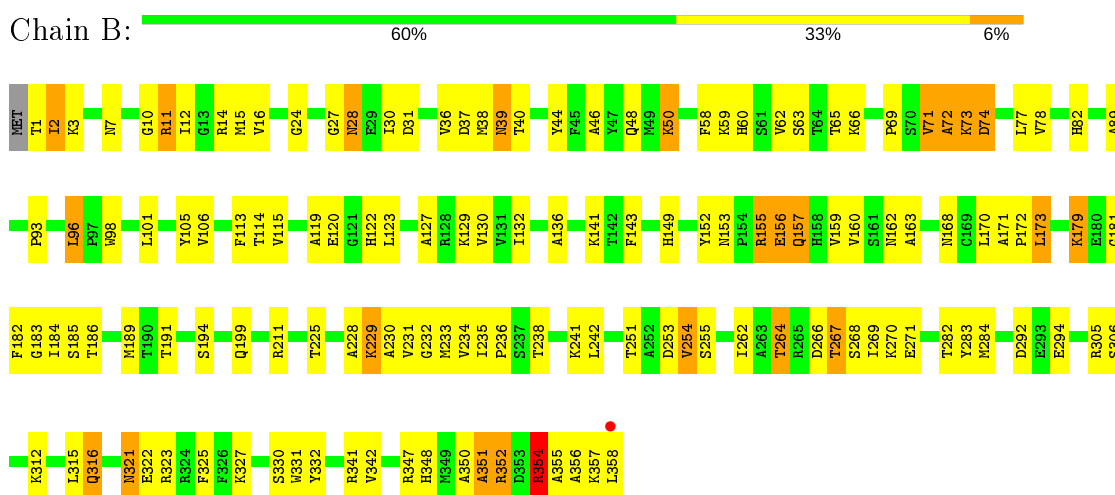 Chain B:
60% 33% 6%
MET T1 I2 K3 N7 G10 R11 I12 G13 R14 M15 V16 G24 G27 N28 E29 I30 D31 V36 D37 M38 N39 T40 Y44 F45 A46 Y47 Q48 M49 K50 F58 K59 H60 S61 V62 S63 T64 T65 K66 P69 S70 V71 A72 K73 D74 L77 V78 H82 A89
P93 L96 P97 W98 L101 Y105 V106 F113 T114 V115 A119 E120 G121 H122 L123 A127 R128 K129 V130 V131 I132 A136 K141 T142 F143 H149 Y152 N153 P154 R155 E156 Q157 H158 V159 V160 S161 N162 A163 N168 C169 L170 A171 P172 L173 K179 E180 G181
F182 G183 I184 S185 T186 M189 T190 T191 S194 Q199 R211 T225 A228 K229 A230 V231 G232 M233 V234 I235 P236 S237 T238 K241 L242 T251 A252 D253 V254 S255 I262 A263 T264 R265 D266 T267 S268 I269 K270 E271 T282 Y283 M284 D292 E293 E294 R305 S306
K312 L315 Q316 N321 E322 R323 R324 F325 F326 K327 S330 W331 Y332 R341 V342 R347 H348 M349 A350 A351 R352 D353 R354 A355 A356 K357 L358